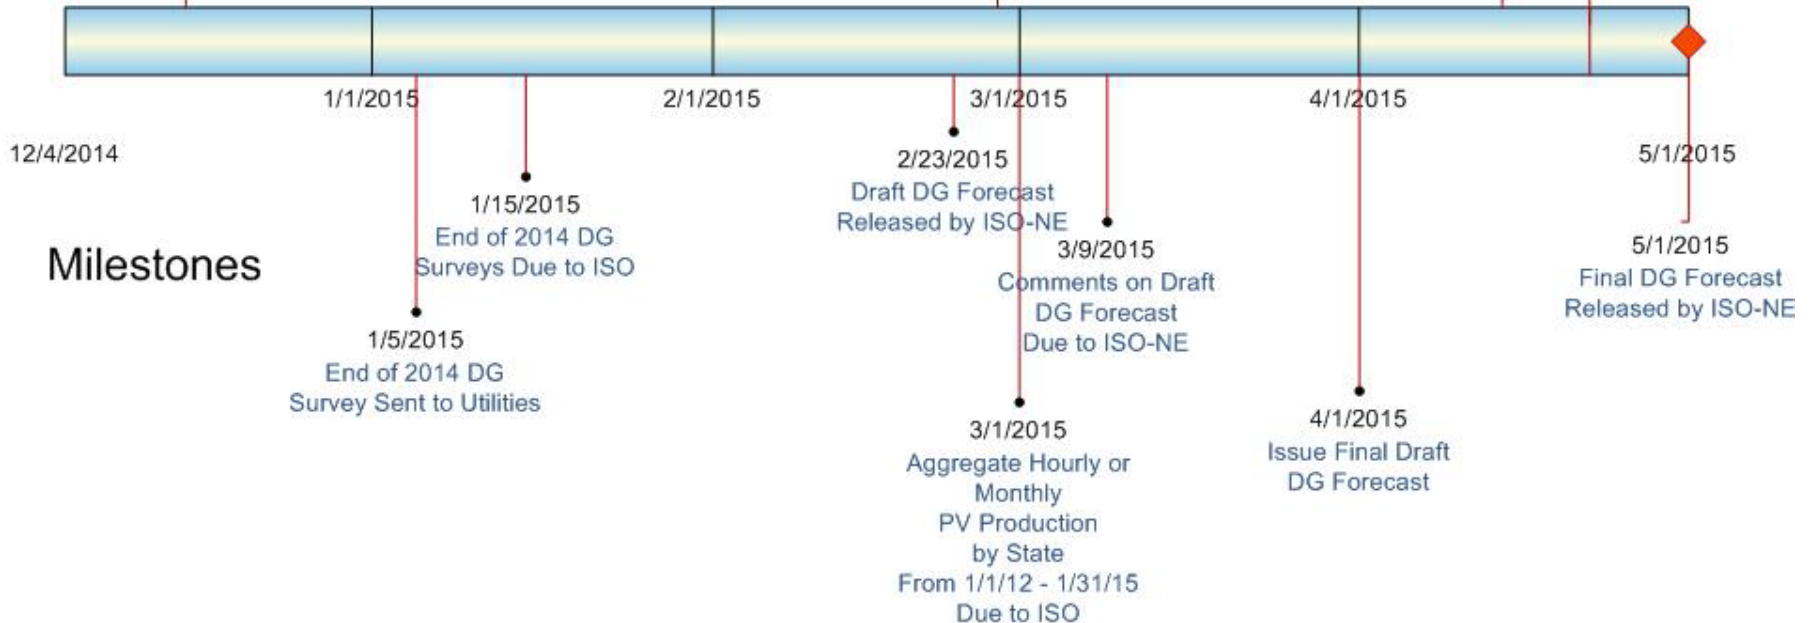 1/1/2015
2/1/2015
3/1/2015
4/1/2015
12/4/2014
5/1/2015
Milestones
1/5/2015
End of 2014 DG
Survey Sent to Utilities
1/15/2015
End of 2014 DG
Surveys Due to ISO
2/23/2015
Draft DG Forecast
Released by ISO-NE
3/1/2015
Aggregate Hourly or
Monthly
PV Production
by State
From 1/1/12 - 1/31/15
Due to ISO
3/9/2015
Comments on Draft
DG Forecast
Due to ISO-NE
4/1/2015
Issue Final Draft
DG Forecast
5/1/2015
Final DG Forecast
Released by ISO-NE